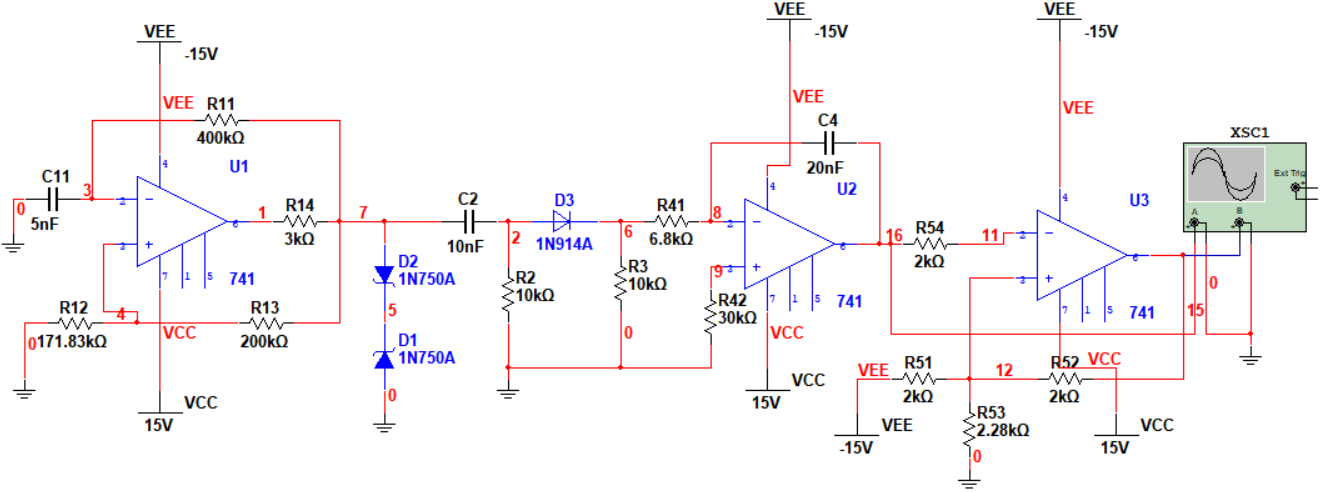 VEE
-15V
VEE
R11
400kΩ
U1
C11
3
0
5nF
4
2
6
1
R14
3kΩ
7
3
7
1
5
741
R12
171.83kΩ
0
4
VCC
R13
200kΩ
VCC
15V
D2
1N750A
5
D1
1N750A
0
C2
10nF
2
D3
1N914A
6
R2
10kΩ
R3
10kΩ
0
R41
6.8kΩ
8
9
R42
30kΩ
VEE
-15V
VEE
C4
20nF
U2
4
2
6
3
7
1
5
741
VCC
VCC
15V
16
R54
2kΩ
11
VEE
-15V
VEE
U3
4
2
6
3
7
1
5
741
XSC1
Ext Trig
A
B
0
15
VEE
R51
2kΩ
12
R52
2kΩ
VCC
VEE
-15V
R53
2.28kΩ
0
VCC
15V